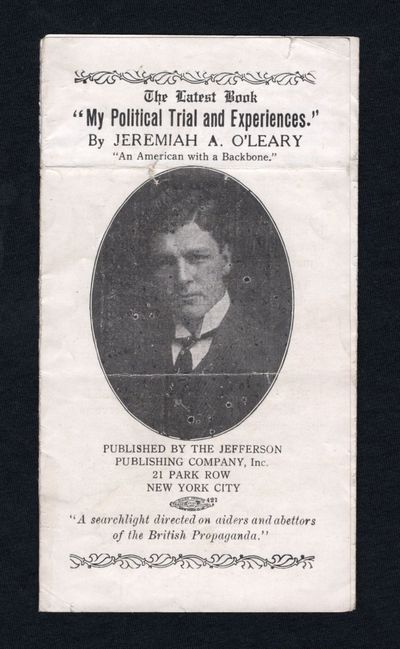 The Latest Book
"My Political Trial and Experiences."
By JEREMIAH A. O'LEARY
"An American with a Backbone."
PUBLISHED BY THE JEFFERSON
PUBLISHING COMPANY, Inc.
21 PARK ROW
NEW YORK CITY
421
"A searchlight directed on aiders and abettors
of the British Propaganda."